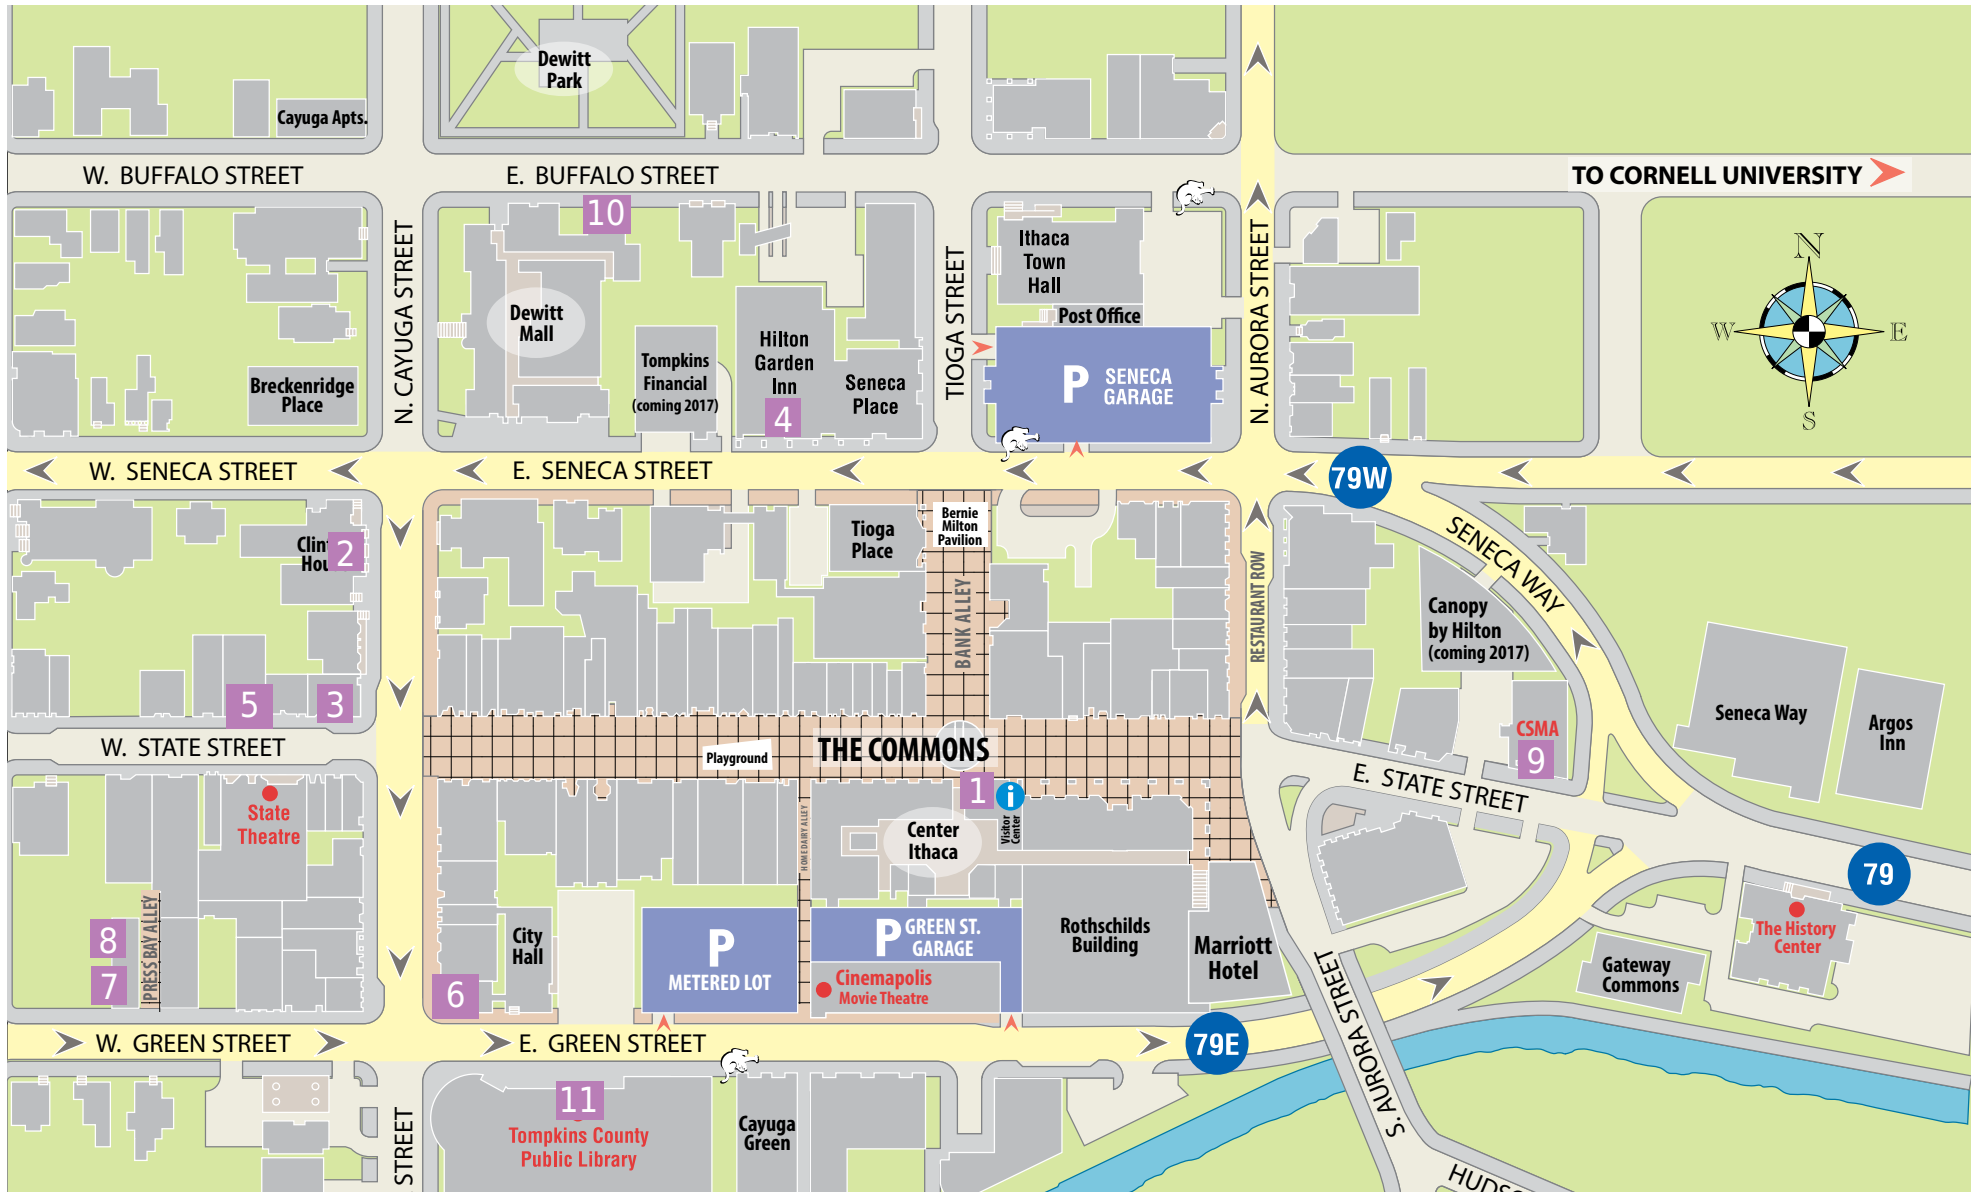 Dewitt
Park
Cayuga Apts.
W. BUFFALO STREET
E. BUFFALO STREET
TO CORNELL UNIVERSITY
10
N. CAYUGA STREET
Dewitt
Mall
Tompkins
Financial
(coming 2017)
Hilton
Garden
Inn
4
Seneca
Place
TIOGA STREET
Ithaca
Town
Hall
Post Office
P
SENECA
GARAGE
N. AURORA STREET
N
W
E
S
Breckenridge
Place
W. SENECA STREET
E. SENECA STREET
79W
SENECA WAY
2
Tioga
Place
Bernie
Milton
Pavilion
BANK ALLEY
RESTAURANT ROW
Canopy
by Hilton
(coming 2017)
Seneca Way
Argos
Inn
5
3
CSMA
9
W. STATE STREET
Playground
THE COMMONS
E. STATE STREET
1
i
Visitor
Center
State
Theatre
HOMEDAIRY ALLEY
Center
Ithaca
79
8
7
PRESS BAY ALLEY
City
Hall
6
P
METERED LOT
P
GREEN ST.
GARAGE
Cinemapolis
Movie Theatre
Rothschilds
Building
Marriott
Hotel
The History
Center
Gateway
Commons
W. GREEN STREET
E. GREEN STREET
79E
S. AURORA STREET
11
Tompkins County
Public Library
Cayuga
Green
STREET